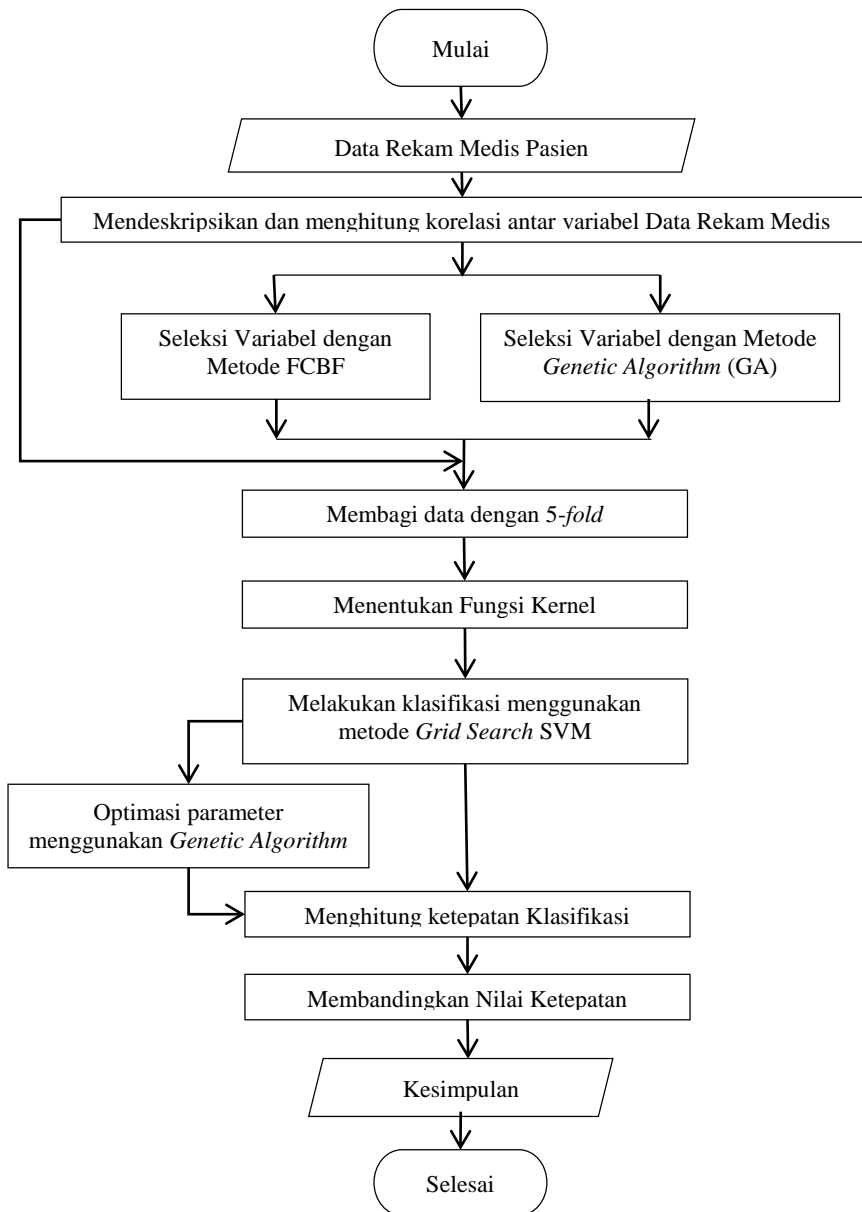 Mulai
Data Rekam Medis Pasien
Mendeskripsikan dan menghitung korelasi antar variabel Data Rekam Medis
Seleksi Variabel dengan
Metode FCBF
Seleksi Variabel dengan Metode
Genetic Algorithm (GA)
Membagi data dengan 5-fold
Menentukan Fungsi Kernel
Melakukan klasifikasi menggunakan
metode Grid Search SVM
Optimasi parameter
menggunakan Genetic Algorithm
Menghitung ketepatan Klasifikasi
Membandingkan Nilai Ketepatan
Kesimpulan
Selesai